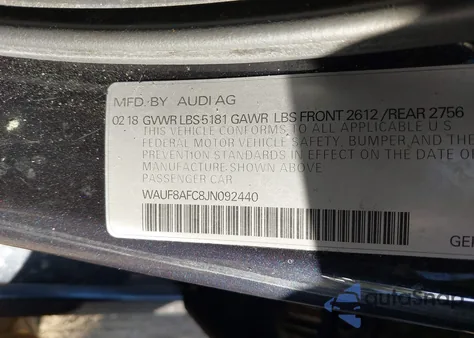 MFD. BY AUDI AG
02 18 GVWR LBS 5181 GAWR LBS FRONT 2612 / REAR 2756
THIS VEHICLE CONFORMS TO ALL APPLICABLE U S
FEDERAL MOTOR VEHICLE SAFETY, BUMPER AND THE
PREVENTION STANDARDS IN EFFECT ON THE DATE O
MANUFACTURE SHOWN ABOVE
PASSENGER CAR
WAUF8AFC8JN092440
GE
autoSnap